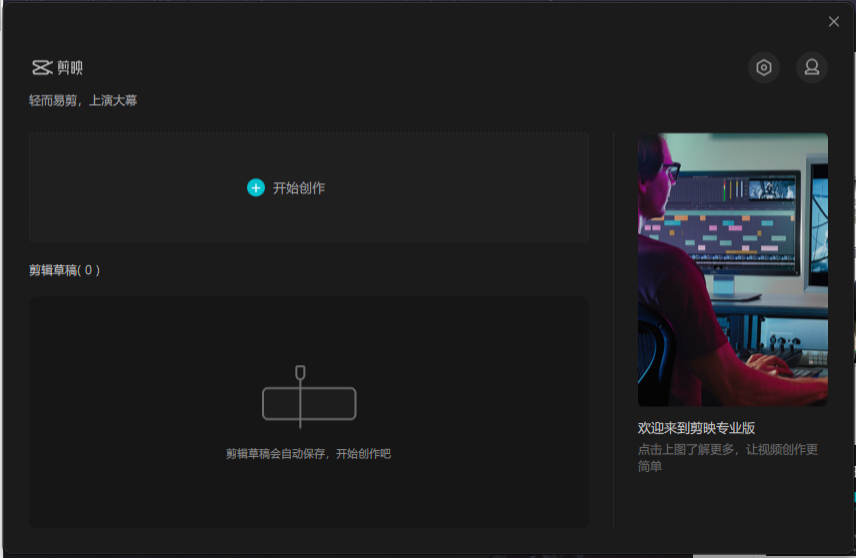 剪映
轻而易剪，上演大幕
开始创作
剪辑草稿( 0 )
剪辑草稿会自动保存，开始创作吧
欢迎来到剪映专业版
点击上图了解更多，让视频创作更
简单